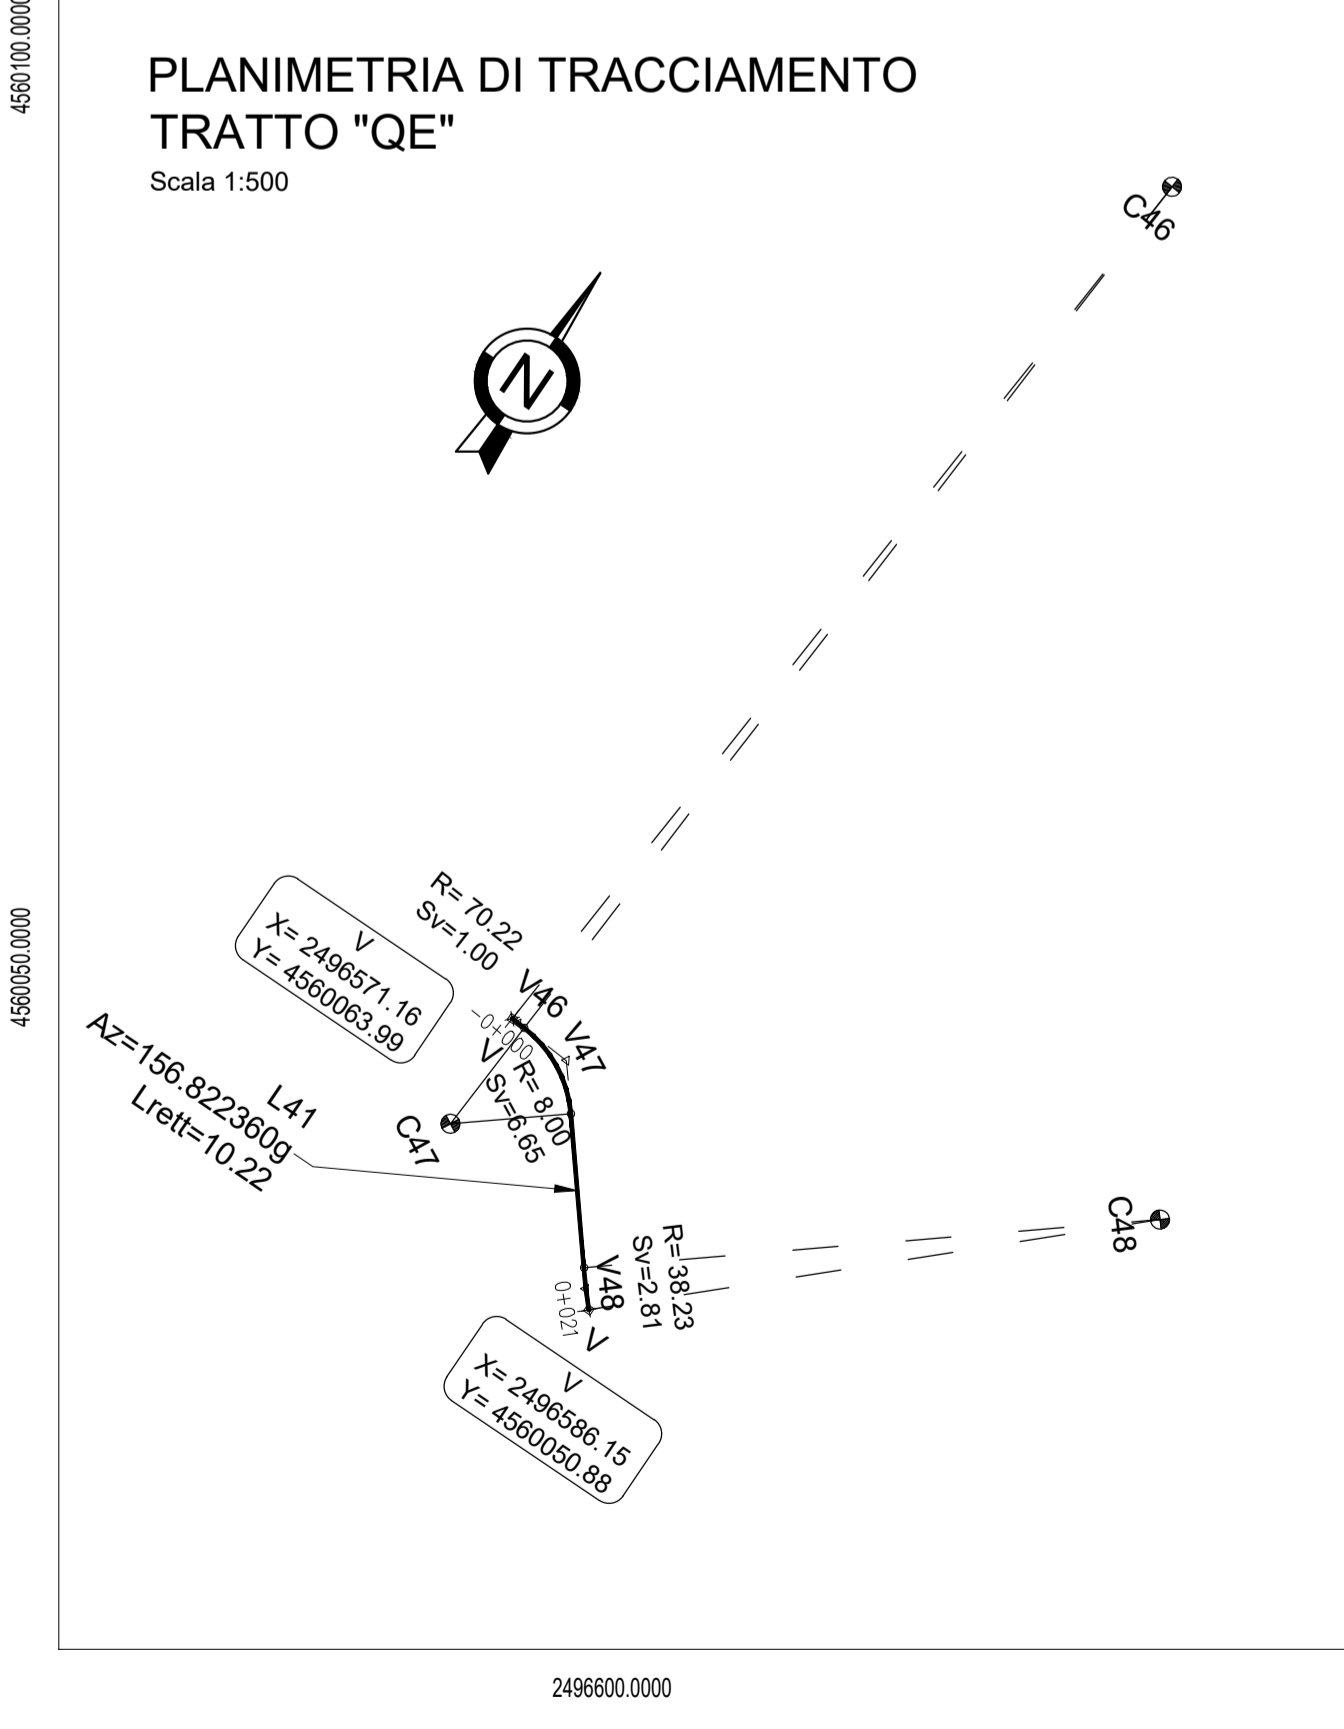 4560100.0000
PLANIMETRIA DI TRACCIAMENTO
TRATTO "QE"
Scala 1:500
C46
N
R= 70.22
Sv=1.00
V
X= 2496571.16
Y= 4560063.99
4560050.0000
V46
-0+000
V
V47
R= 8.00
Sv=6.65
L41
Az=156.822360g
Lrett=10.22
C47
C48
R=38.23
Sv=2.81
V48
0+021
V
V
X= 2496586.15
Y= 4560050.88
2496600.0000